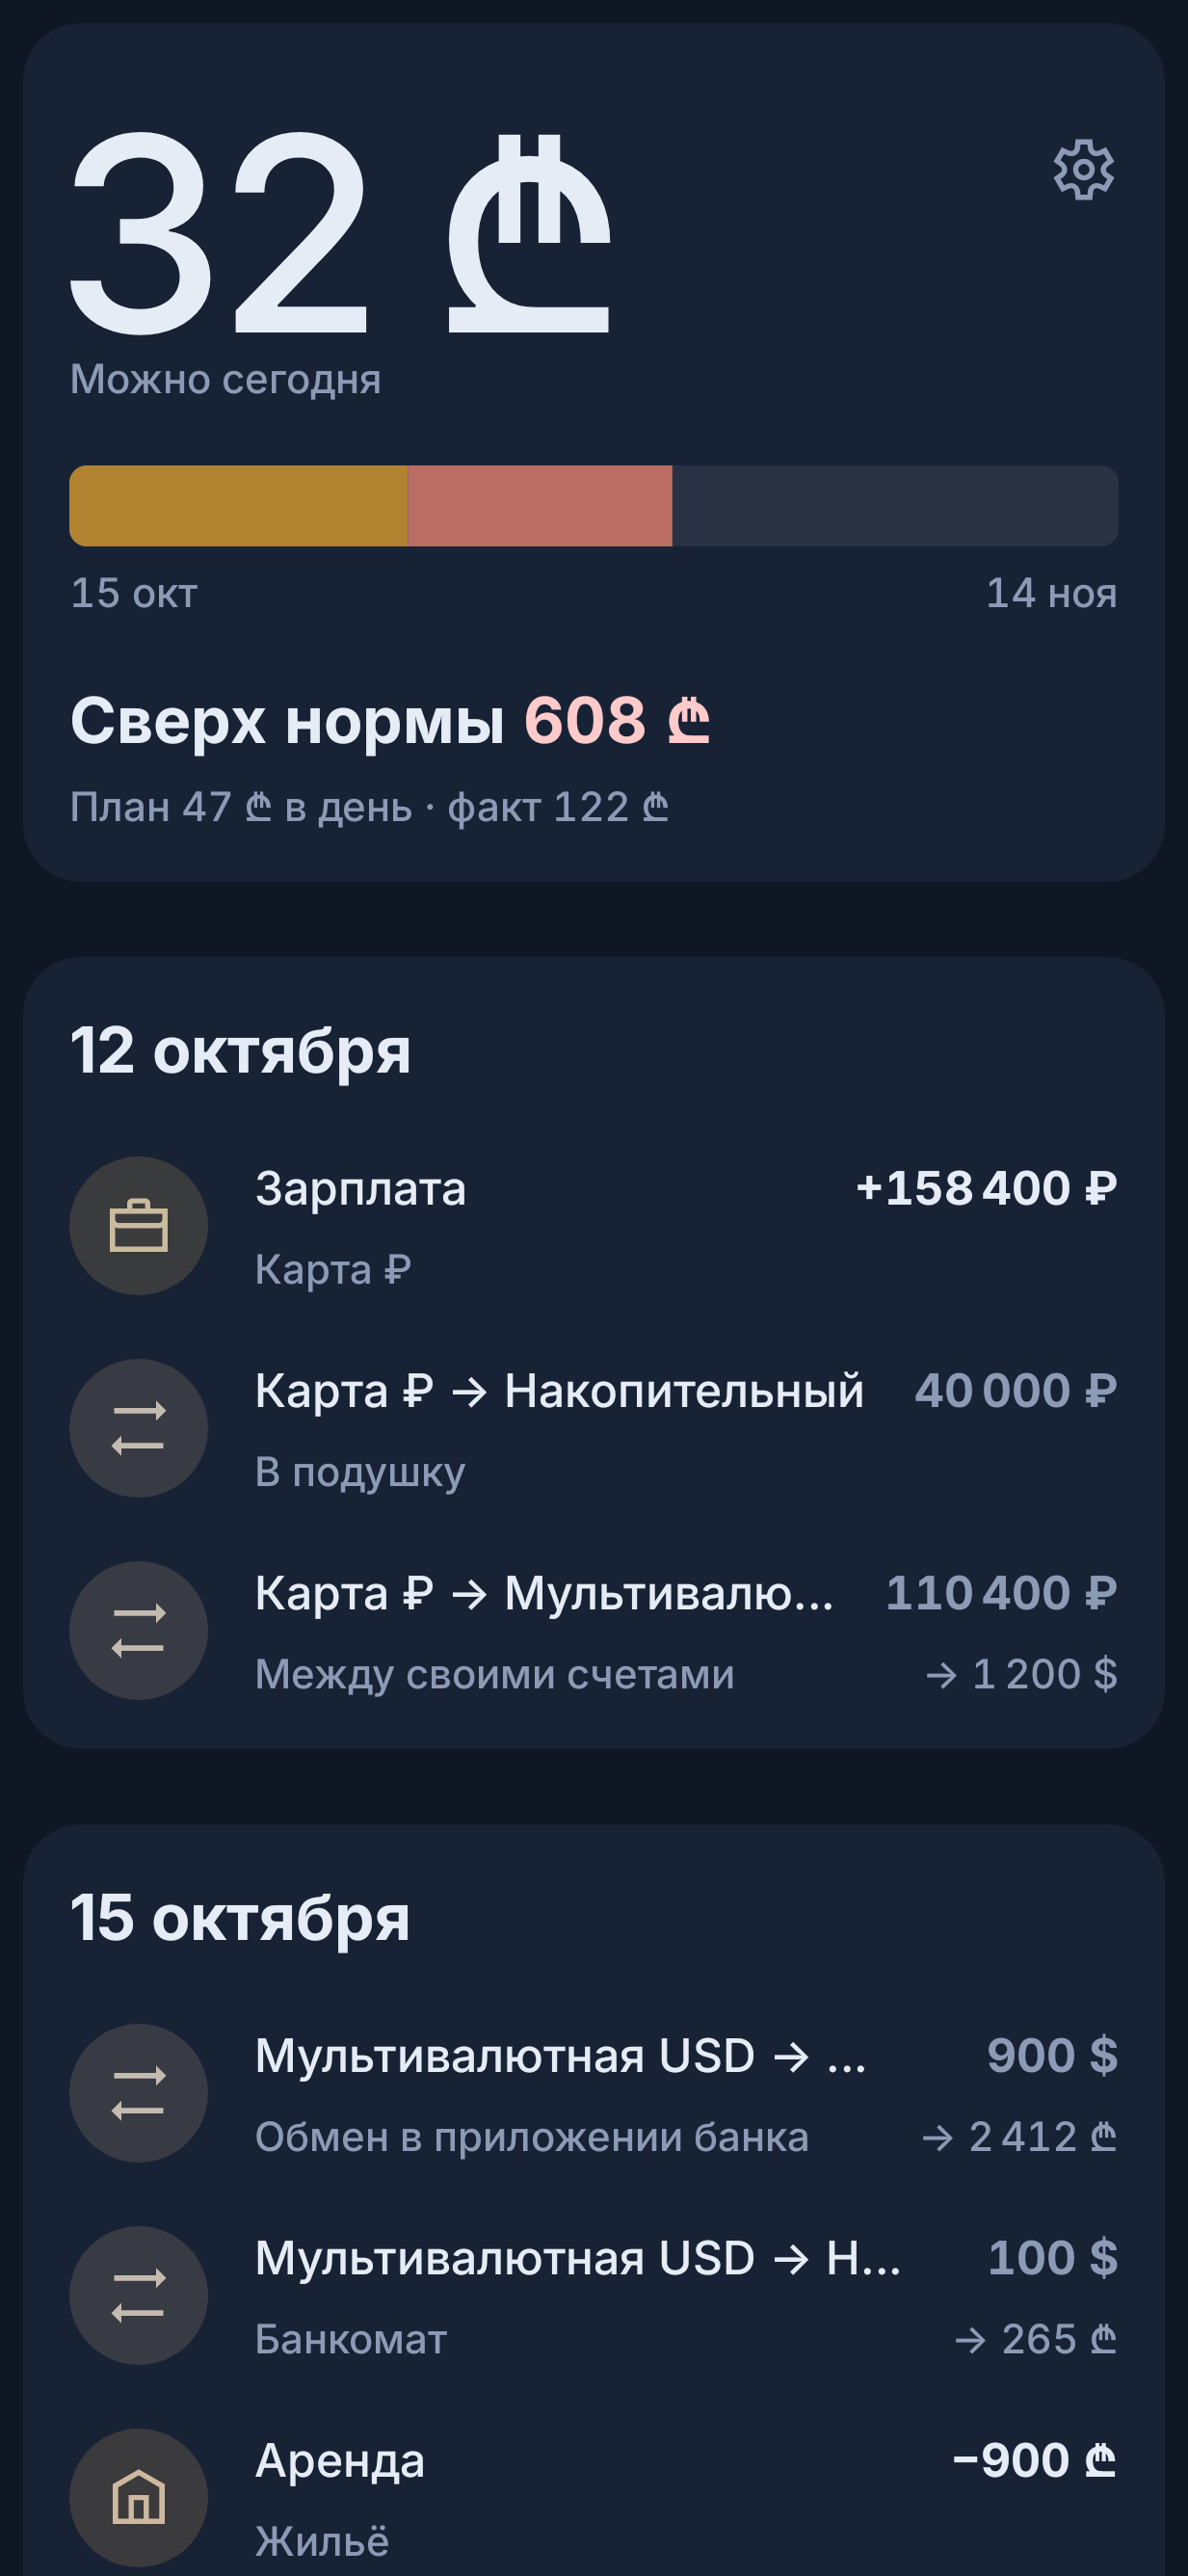 32 ₾
Можно сегодня
15 окт 14 ноя
Сверх нормы 608 ₾
План 47 ₾ в день · факт 122 ₾
12 октября
Зарплата +158 400 ₽
Карта ₽
Карта ₽ → Накопительный 40 000 ₽
В подушку
Карта ₽ → Мультивалю... 110 400 ₽
Между своими счетами → 1 200 $
15 октября
Мультивалютная USD → ... 900 $
Обмен в приложении банка → 2 412 ₾
Мультивалютная USD → Н... 100 $
Банкомат → 265 ₾
Аренда −900 ₾
Жильё